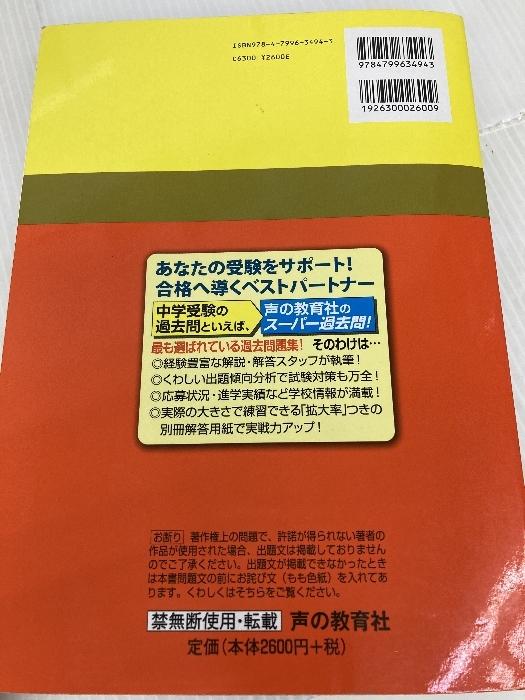 ISBN978-4-7996-3494-3
C6300 ¥2600E
9784799634943
1926300026009
あなたの受験をサポート！
合格へ導くベストパートナー
中学受験の
過去問といえば、
声の教育社の
スーパー過去問！
最も選ばれている過去問題集！ そのわけは…
◎経験豊富な解説・解答スタッフが執筆！
◎くわしい出題傾向分析で試験対策も万全！
◎応募状況・進学実績など学校情報が満載！
◎実際の大きさで練習できる「拡大率」つきの
別冊解答用紙で実戦力アップ！
お断り 著作権上の問題で、許諾が得られない著者の
作品が使用された場合、出題文は掲載しておりません
のでご了承ください。出題文が掲載できなかったときと
は本書問題文の前にお詫び文（もも色紙）を入れてあ
ります。くわしくはそちらをご覧ください。
禁無断使用・転載 声の教育社
定価（本体2600円＋税）